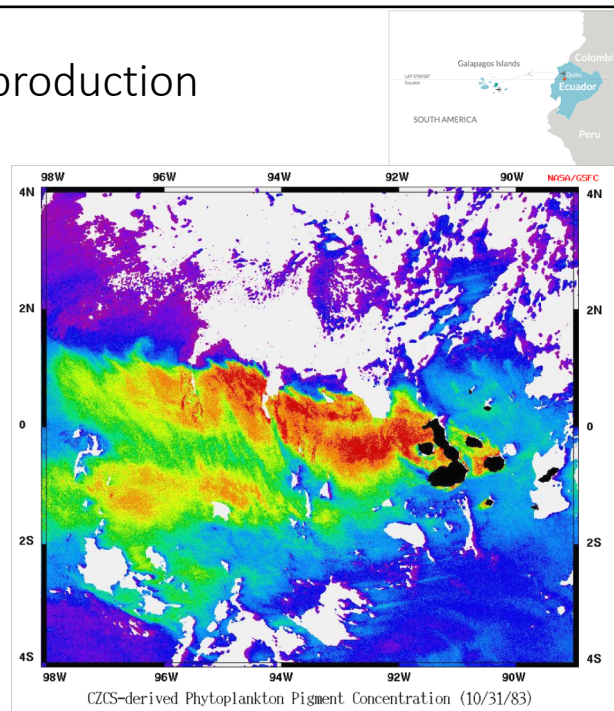 production
Colombi
Galapagos Islands
Quito
Equator
Ecuador
SOUTH AMERICA
Peru
98W 96W 94W 92W 90W NASA/GSFC
4N 4N
2N 2N
0 0
2S 2S
4S 4S
98W 96W 94W 92W 90W
CZCS-derived Phytoplankton Pigment Concentration (10/31/83)